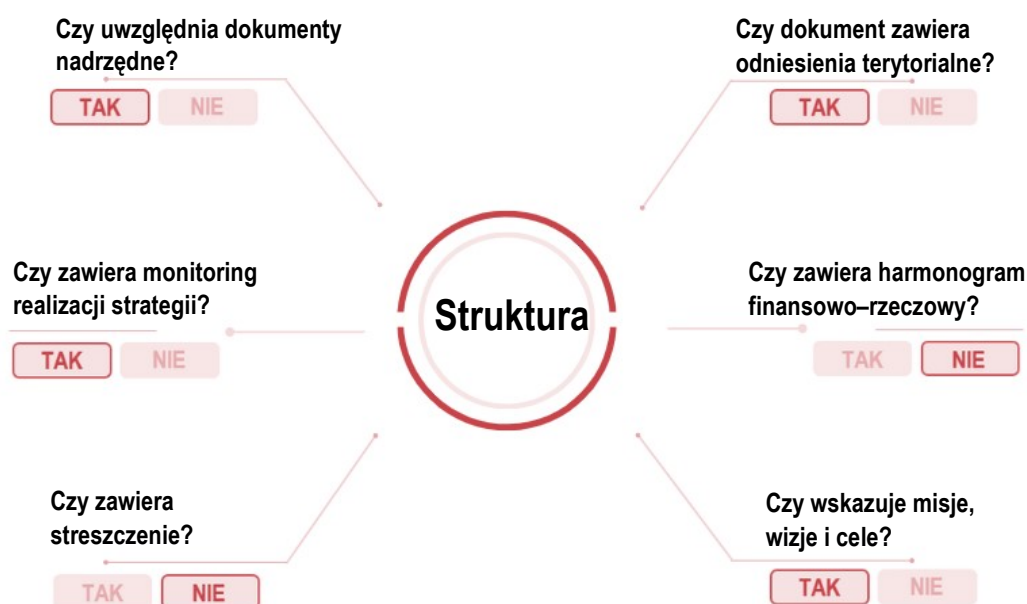 Czy uwzględnia dokumenty
nadrzędne?
TAK NIE
Czy dokument zawiera
odniesienia terytorialne?
TAK NIE
Czy zawiera monitoring
realizacji strategii?
TAK NIE
Struktura
Czy zawiera harmonogram
finansowo–rzeczowy?
TAK NIE
Czy zawiera
streszczenie?
TAK NIE
Czy wskazuje misje,
wizje i cele?
TAK NIE